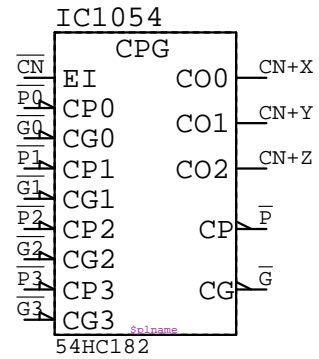 IC1054
CPG
CN EI CO0 CN+X
P0 CP0
G0 CG0 CO1 CN+Y
P1 CP1 CO2 CN+Z
G1 CG1
P2 CP2 CP P
G2 CG2
P3 CP3 CG G
G3 CG3
$plname
54HC182